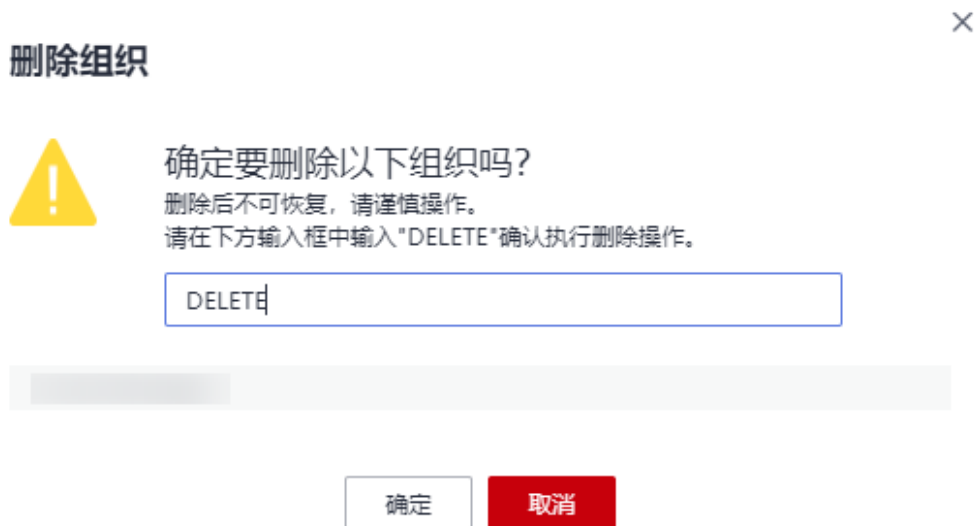 删除组织
确定要删除以下组织吗?
删除后不可恢复，请谨慎操作。
请在下方输入框中输入"DELETE"确认执行删除操作。
DELETE
确定
取消